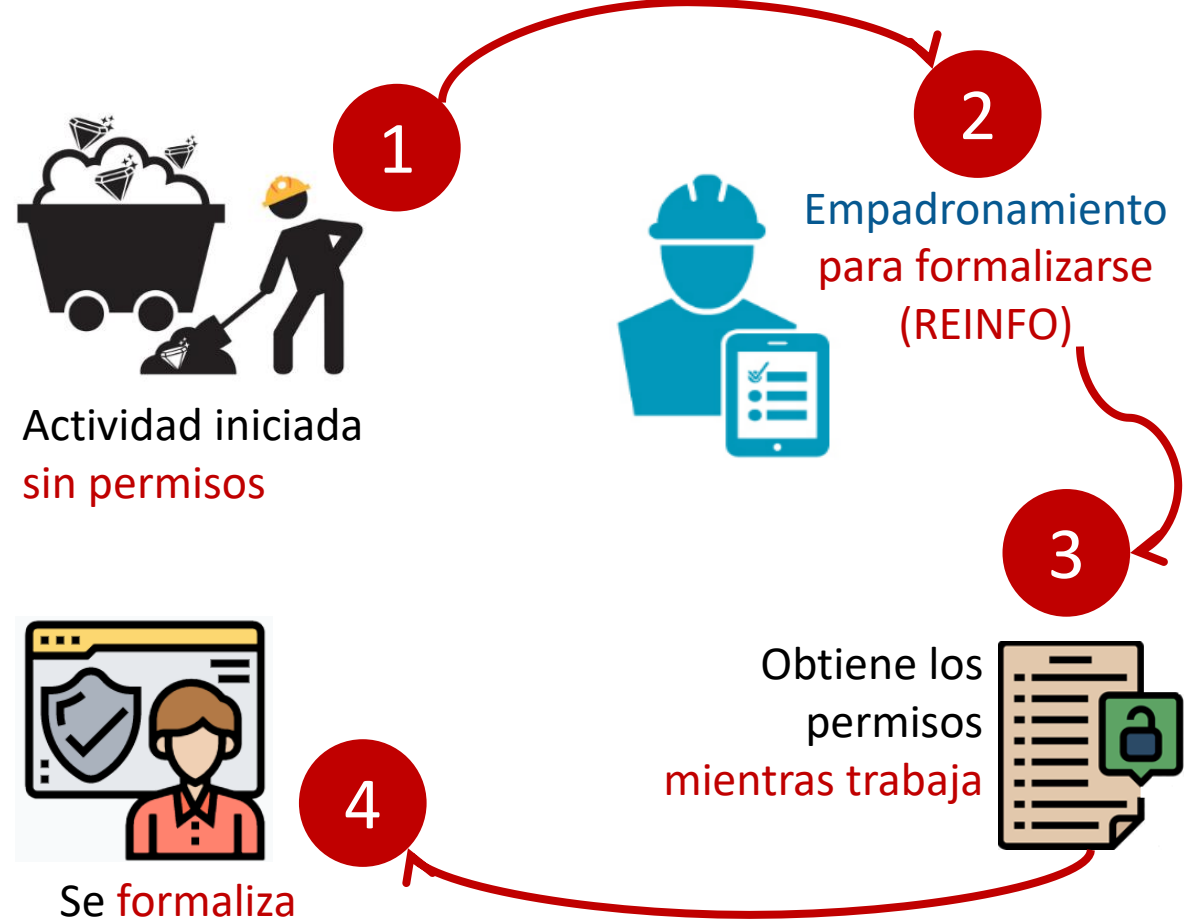 1
Actividad iniciada
sin permisos
2
Empadronamiento
para formalizarse
(REINFO)
3
Obtiene los
permisos
mientras trabaja
4
Se formaliza